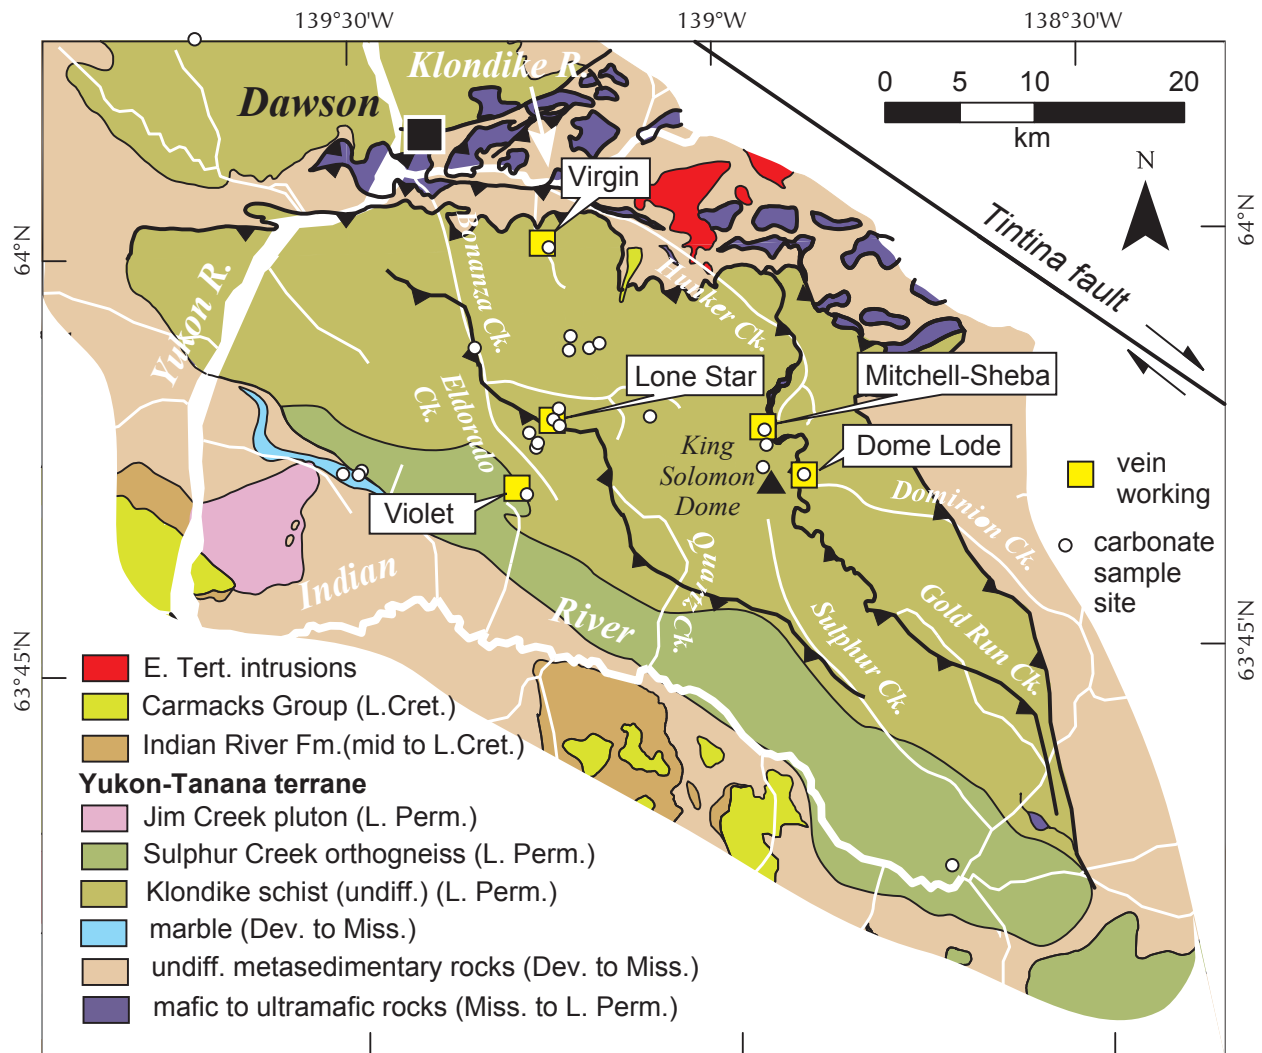 139°30'W
139°W
138°30'W
Klondike R.
0
5
10
20
km
Dawson
N
Virgin
64°N
64°N
Tintina fault
Bonanza Ck.
Hunker Ck.
Yukon R.
Lone Star
Mitchell-Sheba
Eldorado
Ck.
King
Solomon
Dome
Dome Lode
vein
working
Violet
Dominion Ck.
carbonate
sample
site
Quartz Ck.
Indian
River
Sulphur Ck.
Gold Run Ck.
63°45'N
63°45'N
E. Tert. intrusions
Carmacks Group (L.Cret.)
Indian River Fm.(mid to L.Cret.)
Yukon-Tanana terrane
Jim Creek pluton (L. Perm.)
Sulphur Creek orthogneiss (L. Perm.)
Klondike schist (undiff.) (L. Perm.)
marble (Dev. to Miss.)
undiff. metasedimentary rocks (Dev. to Miss.)
mafic to ultramafic rocks (Miss. to L. Perm.)